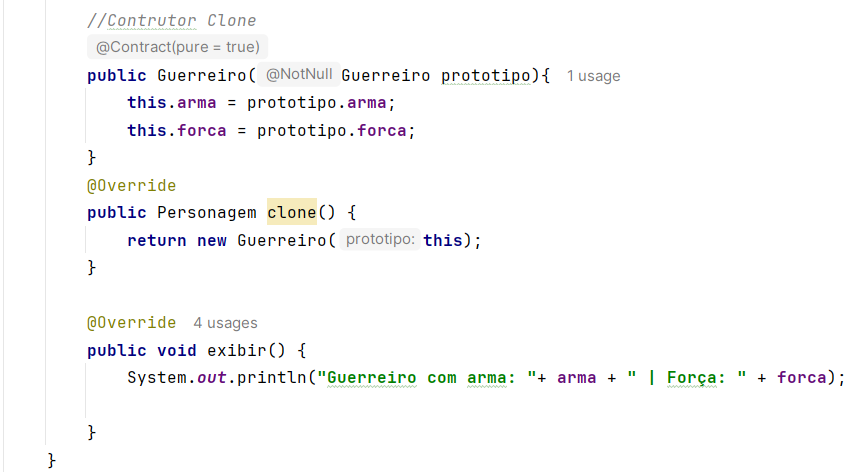 //Contrutor Clone
@Contract(pure = true)
public Guerreiro( @NotNull Guerreiro prototipo){ 1 usage
this.arma = prototipo.arma;
this.forca = prototipo.forca;
}
@Override
public Personagem clone() {
return new Guerreiro( prototipo: this);
}
@Override 4 usages
public void exibir() {
System.out.println("Guerreiro com arma: "+ arma + " | Força: " + forca);
}
}